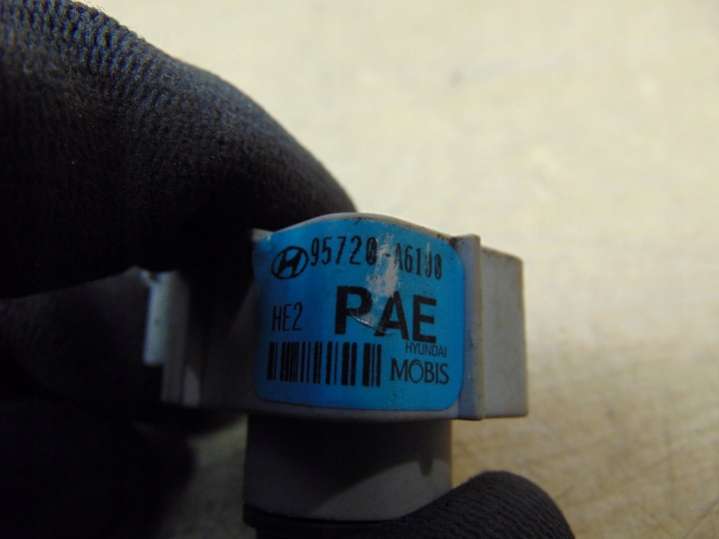 95720-A6100
HE2
PAE
HYUNDAI
MOBIS